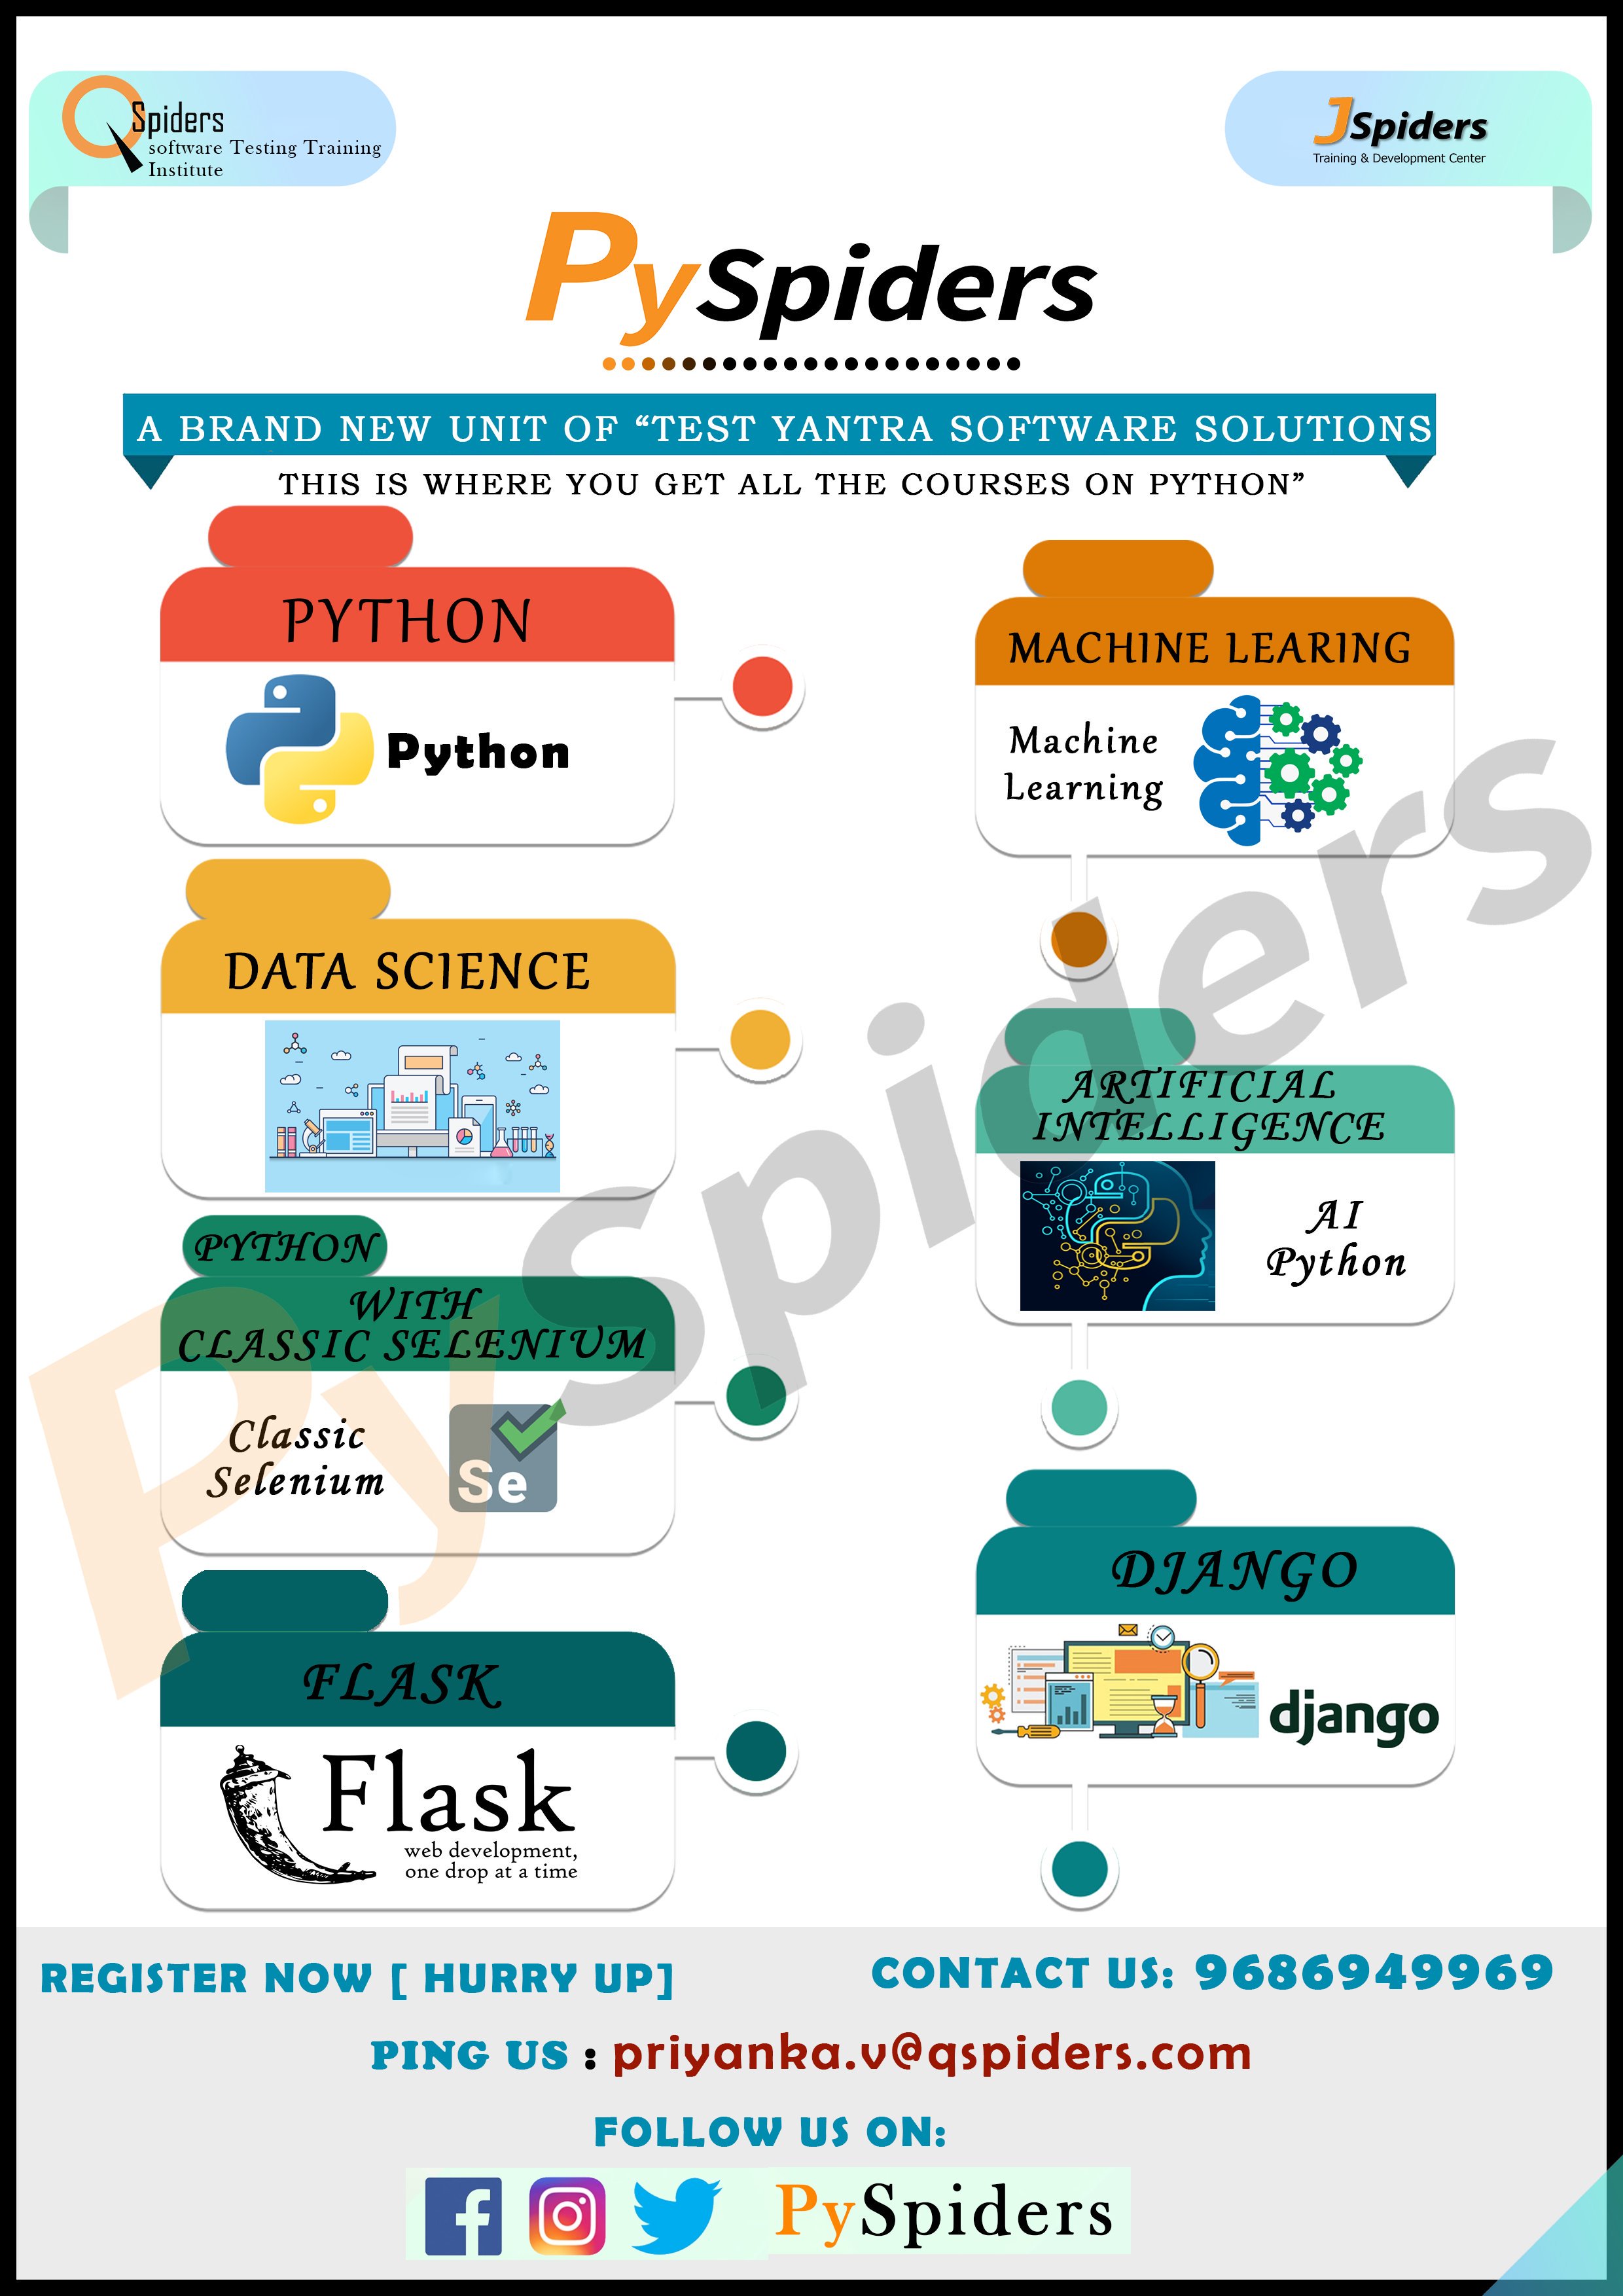 Spiders
software Testing Training
Institute
JSpiders
Training & Development Center
PySpiders
A BRAND NEW UNIT OF “TEST YANTRA SOFTWARE SOLUTIONS
THIS IS WHERE YOU GET ALL THE COURSES ON PYTHON”
PYTHON
Python
MACHINE LEARING
Machine
Learning
DATA SCIENCE
ARTIFICIAL
INTELLIGENCE
AI
Python
PYTHON
WITH
CLASSIC SELENIUM
Classic
Selenium
Se
DJANGO
django
FLASK
Flask
web development,
one drop at a time
PySpiders
REGISTER NOW [ HURRY UP]
CONTACT US: 9686949969
PING US : priyanka.v@qspiders.com
FOLLOW US ON:
PySpiders